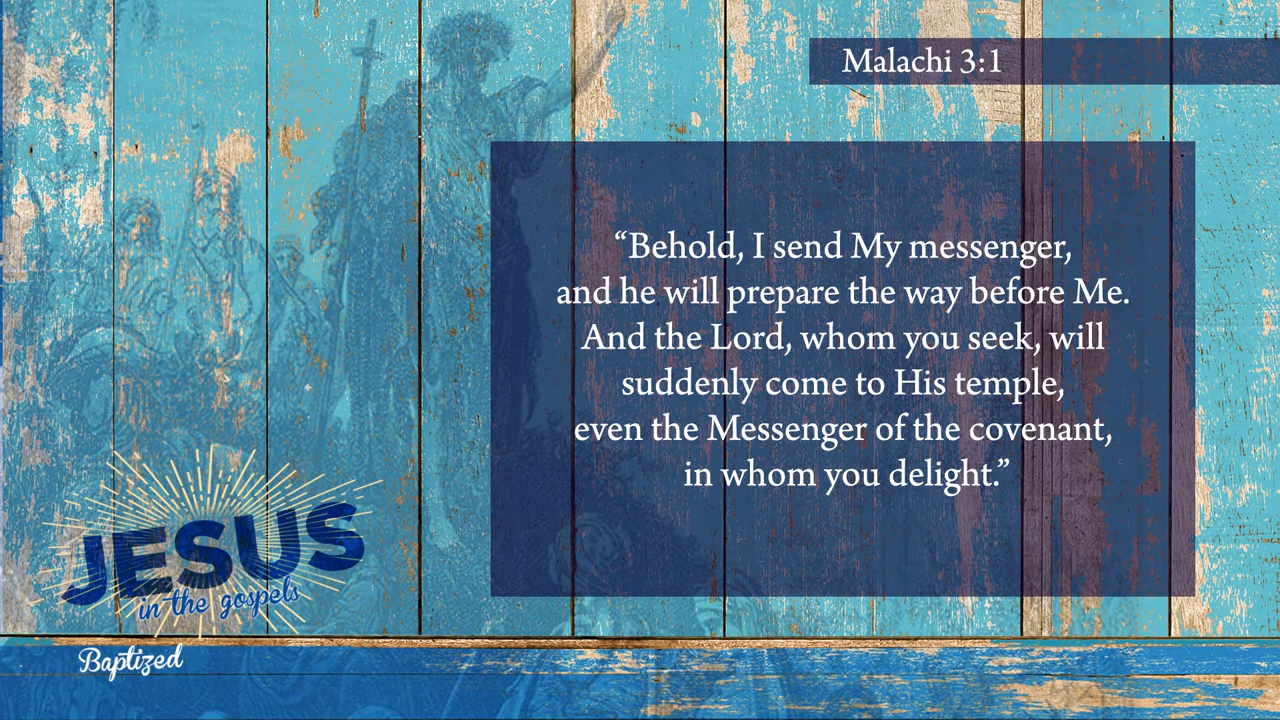 Malachi 3:1
“Behold, I send My messenger,
and he will prepare the way before Me.
And the Lord, whom you seek, will
suddenly come to His temple,
even the Messenger of the covenant,
in whom you delight.”
JESUS
in the gospels
Baptized